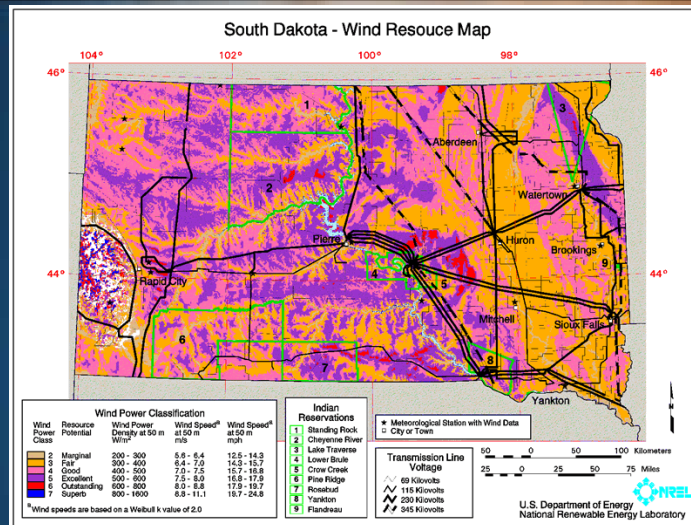 South Dakota - Wind Resouce Map
104° 102° 100° 98°
46° 46°
1
3
Aberdeen
2
Watertown
Pierre
Huron
Brookings
44° 4 9 44°
Rapid City
5
Mitchell
Sioux Falls
6
7
8
Yankton
Wind Power Classification
Wind Power Class Resource Potential Wind Power Density at 50 m W/m² Wind Speedª at 50 m m/s Wind Speedª at 50 m mph
2 Marginal 200 - 300 5.6 - 6.4 12.5 - 14.3
3 Fair 300 - 400 6.4 - 7.0 14.3 - 15.7
4 Good 400 - 500 7.0 - 7.5 15.7 - 16.8
5 Excellent 500 - 600 7.5 - 8.0 16.8 - 17.9
6 Outstanding 600 - 800 8.0 - 8.8 17.9 - 19.7
7 Superb 800 - 1600 8.8 - 11.1 19.7 - 24.8
ª Wind speeds are based on a Weibull k value of 2.0
Indian
Reservations
1 Standing Rock
2 Cheyenne River
3 Lake Traverse
4 Lower Brule
5 Crow Creek
6 Pine Ridge
7 Rosebud
8 Yankton
9 Flandreau
★ Meteorological Station with Wind Data
City or Town
Transmission Line
Voltage
69 Kilovolts
115 Kilovolts
230 Kilovolts
345 Kilovolts
50 0 50 100 Kilometers
25 0 25 50 75 Miles
NREL
U.S. Department of Energy
National Renewable Energy Laboratory